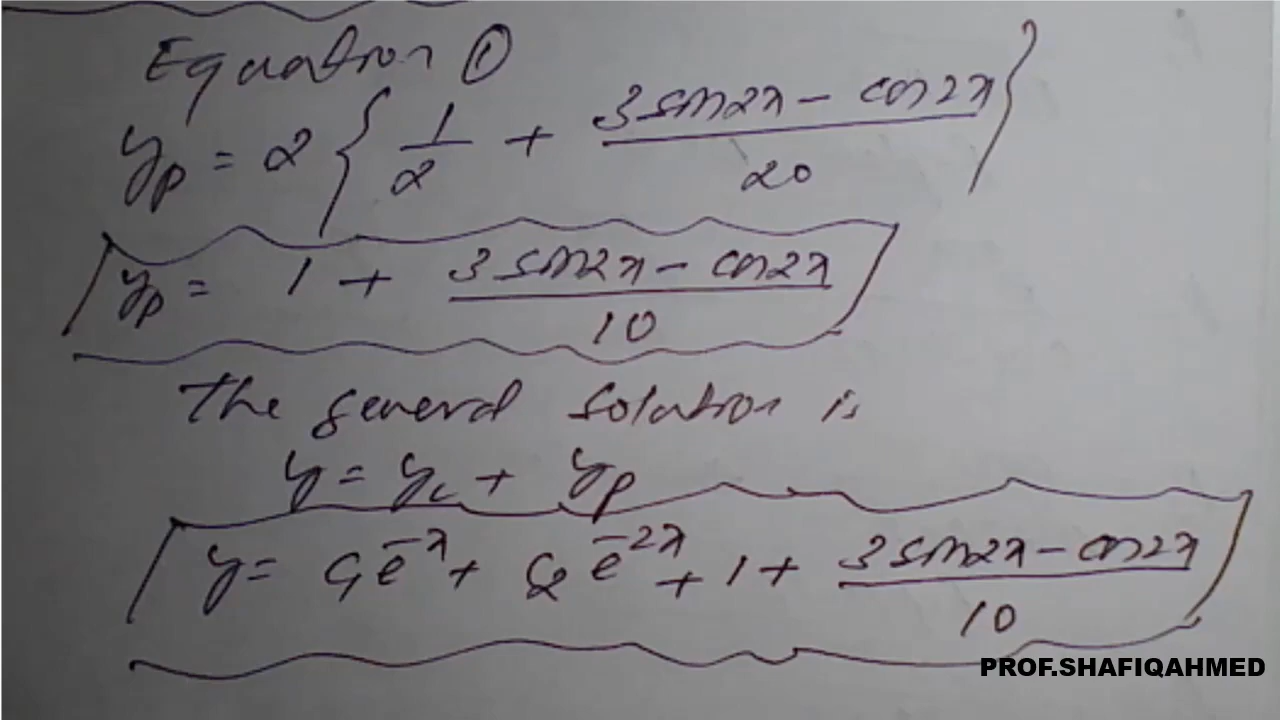 Equation ①
yₚ = 2 { 1/2 + (3 sin2x − cos2x)/20 }
yₚ = 1 + (3 sin2x − cos2x)/10
The general solution is
y = y_c + yₚ
y = C₁e^(−x) + C₂e^(−2x) + 1 + (3 sin2x − cos2x)/10
PROF.SHAFIQAHMED